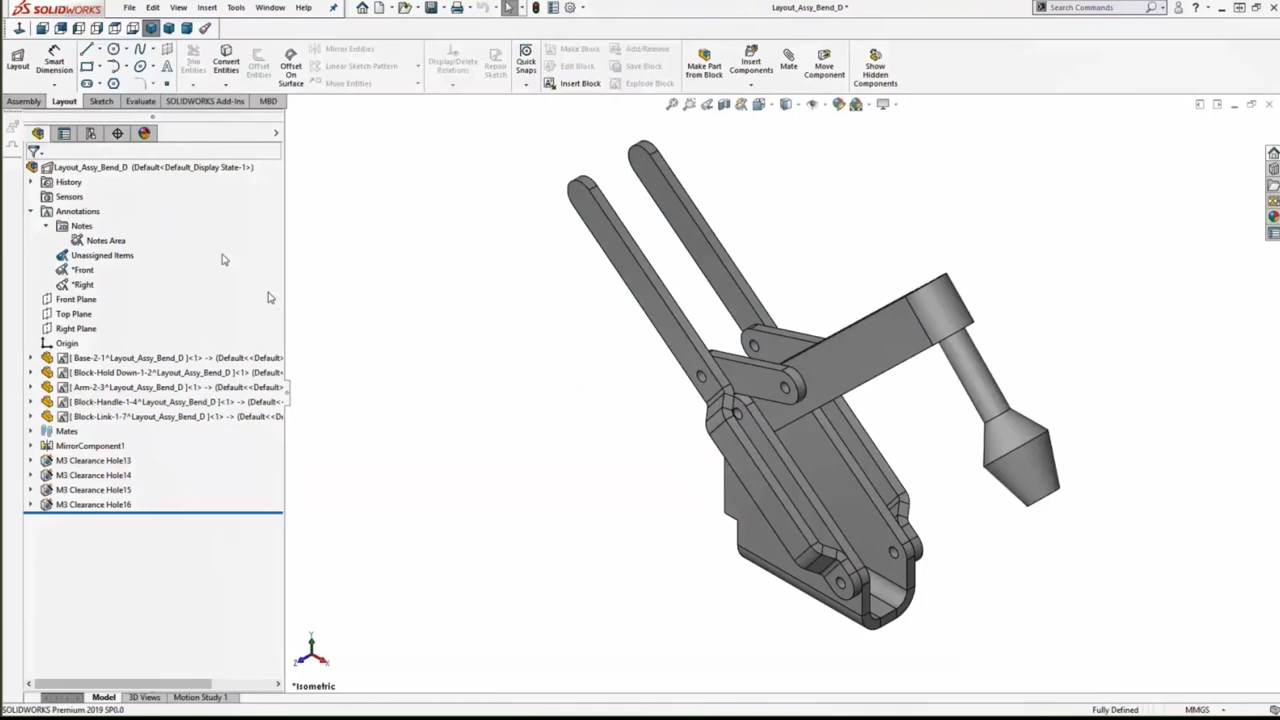 SOLIDWORKS File Edit View Insert Tools Window Help Layout_Assy_Bend_D * Search Commands
Layout Smart Dimension Trim Entities Convert Entities Offset Entities Offset On Surface Mirror Entities Linear Sketch Pattern Move Entities Display/Delete Relations Repair Sketch Quick Snaps Make Block Edit Block Insert Block Add/Remove Save Block Explode Block Make Part from Block Insert Components Mate Move Component Show Hidden Components
Assembly Layout Sketch Evaluate SOLIDWORKS Add-Ins MBD
Layout_Assy_Bend_D (Default<Default_Display State-1>)
History
Sensors
Annotations
Notes
Notes Area
Unassigned Items
*Front
*Right
Front Plane
Top Plane
Right Plane
Origin
[ Base-2-1^Layout_Assy_Bend_D ]<1> -> (Default<<Default>
[ Block-Hold Down-1-2^Layout_Assy_Bend_D ]<1> (Default<
[ Arm-2-3^Layout_Assy_Bend_D ]<1> -> (Default<<Default>
[ Block-Handle-1-4^Layout_Assy_Bend_D ]<1> -> (Default<
[ Block-Link-1-7^Layout_Assy_Bend_D ]<1> -> (Default<<De
Mates
MirrorComponent1
M3 Clearance Hole13
M3 Clearance Hole14
M3 Clearance Hole15
M3 Clearance Hole16
Y
Z X
*Isometric
Model 3D Views Motion Study 1
SOLIDWORKS Premium 2019 SP0.0 Fully Defined MMGS